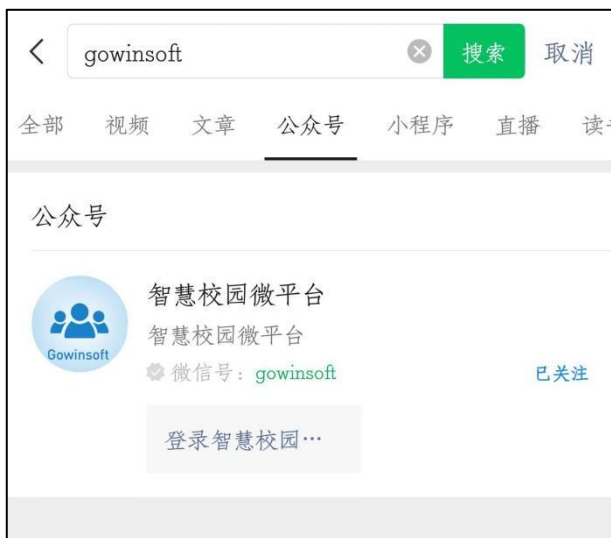 gowinsoft 搜索 取消
全部 视频 文章 公众号 小程序 直播 读
公众号
智慧校园微平台
智慧校园微平台
Gowinsoft
微信号：gowinsoft 已关注
登录智慧校园…